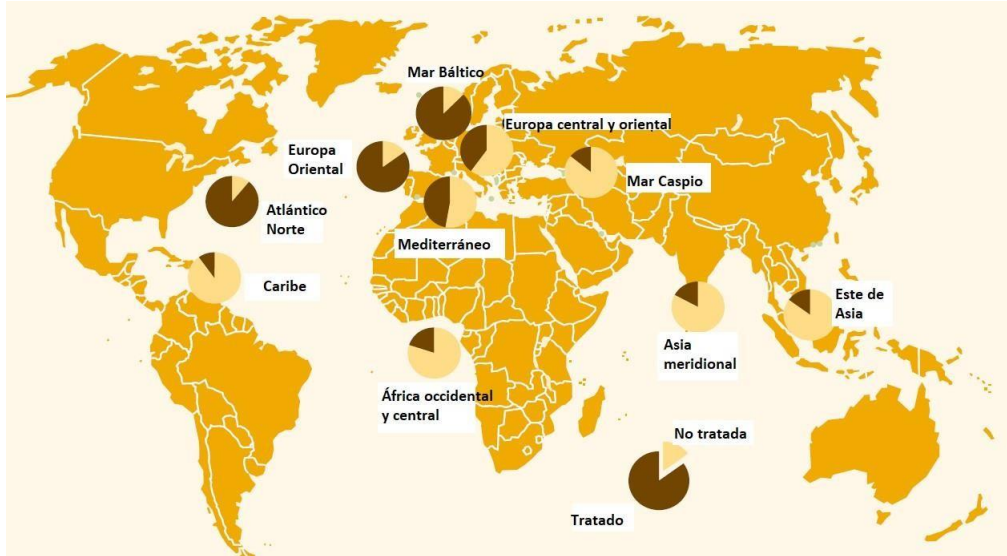 Mar Báltico
Europa central y oriental
Europa
Oriental
Mar Caspio
Atlántico
Norte
Mediterráneo
Caribe
Este de
Asia
Asia
meridional
África occidental
y central
No tratada
Tratado